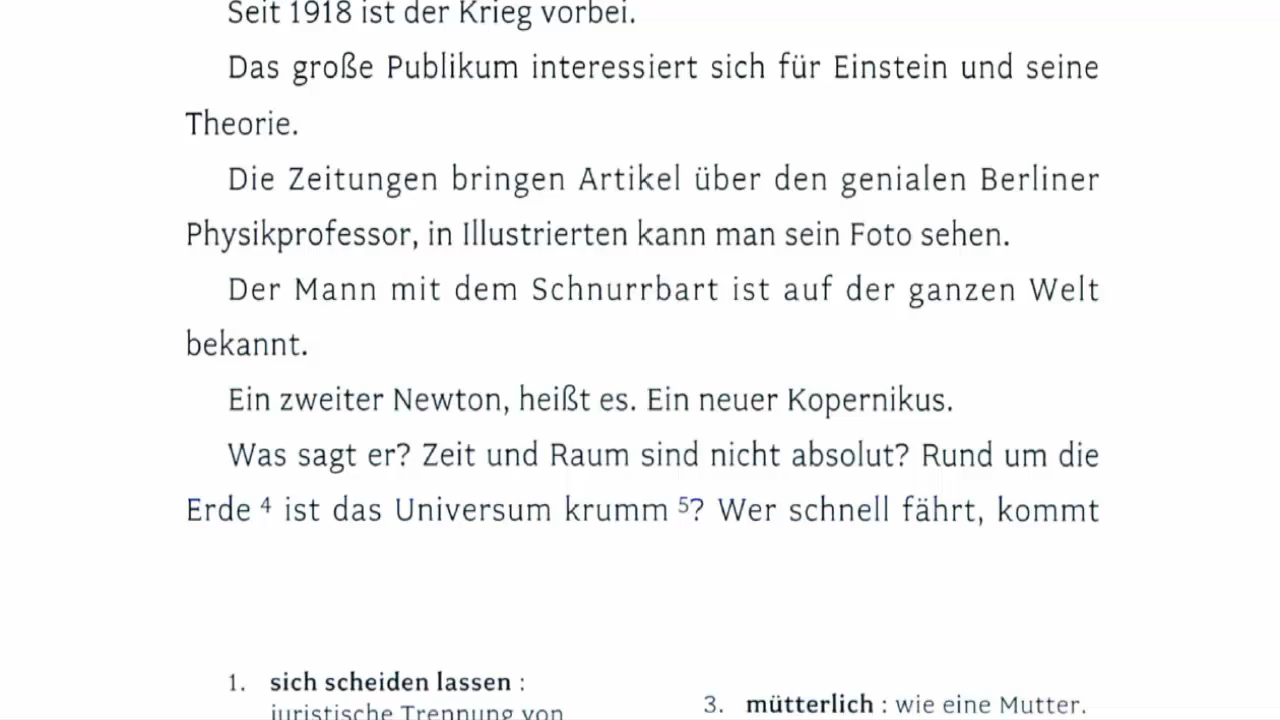 Seit 1918 ist der Krieg vorbei.
Das große Publikum interessiert sich für Einstein und seine
Theorie.
Die Zeitungen bringen Artikel über den genialen Berliner
Physikprofessor, in Illustrierten kann man sein Foto sehen.
Der Mann mit dem Schnurrbart ist auf der ganzen Welt
bekannt.
Ein zweiter Newton, heißt es. Ein neuer Kopernikus.
Was sagt er? Zeit und Raum sind nicht absolut? Rund um die
Erde 4 ist das Universum krumm 5? Wer schnell fährt, kommt
1. sich scheiden lassen :
juristische Trennung von
3. mütterlich : wie eine Mutter.